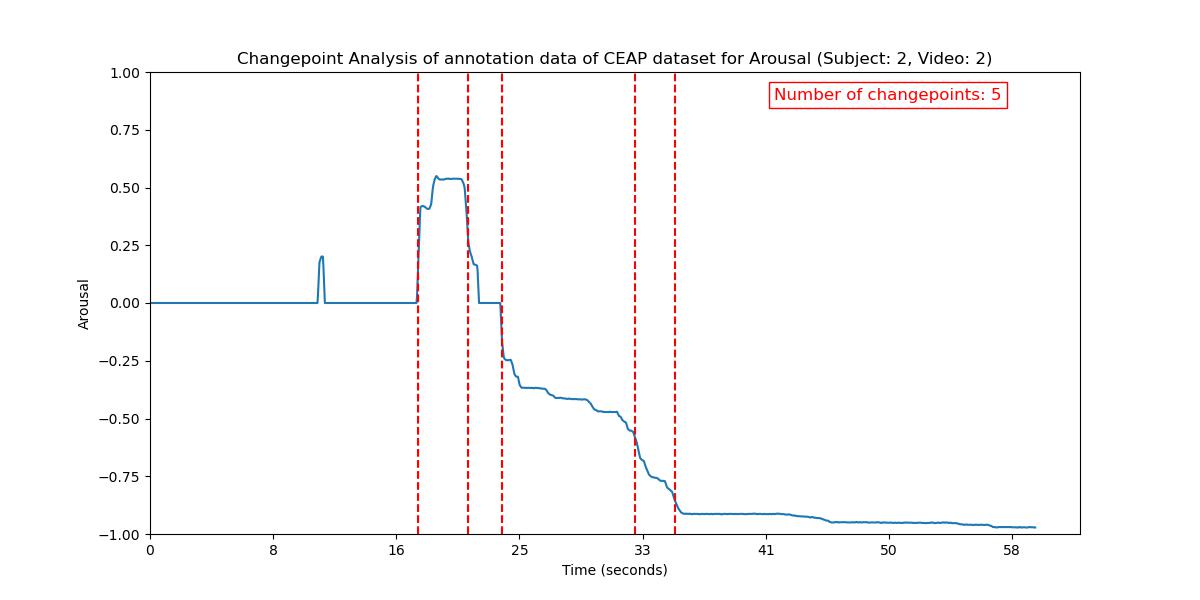 Changepoint Analysis of annotation data of CEAP dataset for Arousal (Subject: 2, Video: 2)
Number of changepoints: 5
1.00
0.75
0.50
0.25
0.00
−0.25
−0.50
−0.75
−1.00
Arousal
0 8 16 25 33 41 50 58
Time (seconds)